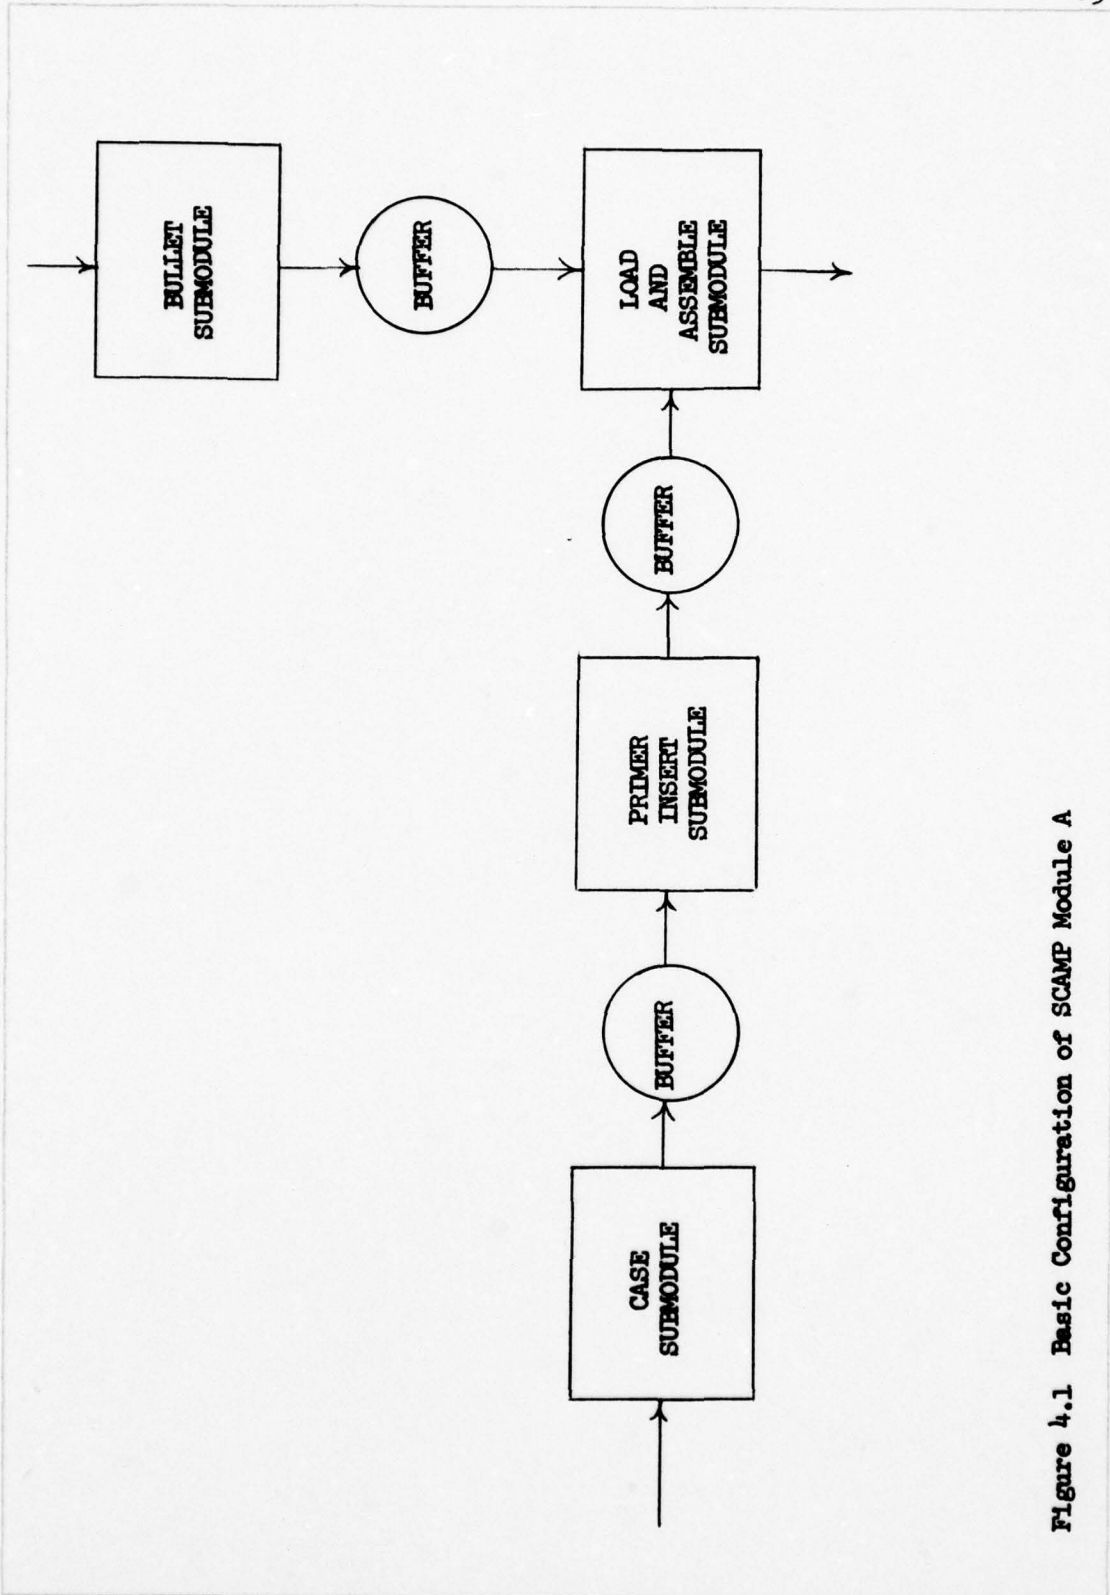 CASE
SUBMODULE
BUFFER
PRIMER
INSERT
SUBMODULE
BUFFER
LOAD
AND
ASSEMBLE
SUBMODULE
BUFFER
BULLET
SUBMODULE
Figure 4.1 Basic Configuration of SCAMP Module A